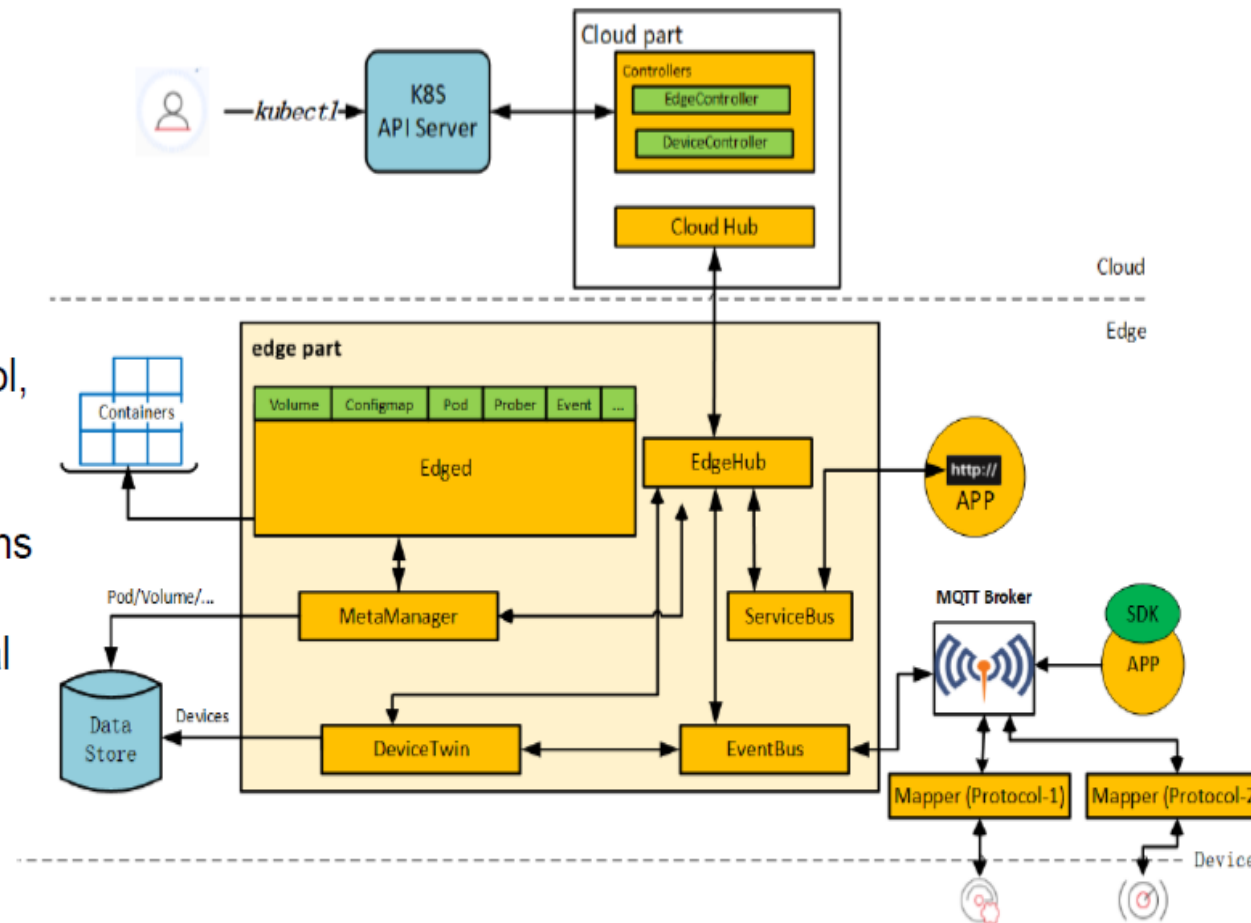 Cloud part
Controllers
EdgeController
DeviceController
kubectl
K8S
API Server
Cloud Hub
Cloud
Edge
edge part
Volume
Configmap
Pod
Prober
Event
...
Edged
EdgeHub
Containers
http://
APP
Pod/Volume/...
MetaManager
ServiceBus
MQTT Broker
SDK
APP
Data
Store
Devices
DeviceTwin
EventBus
Mapper (Protocol-1)
Mapper (Protocol-2
Device